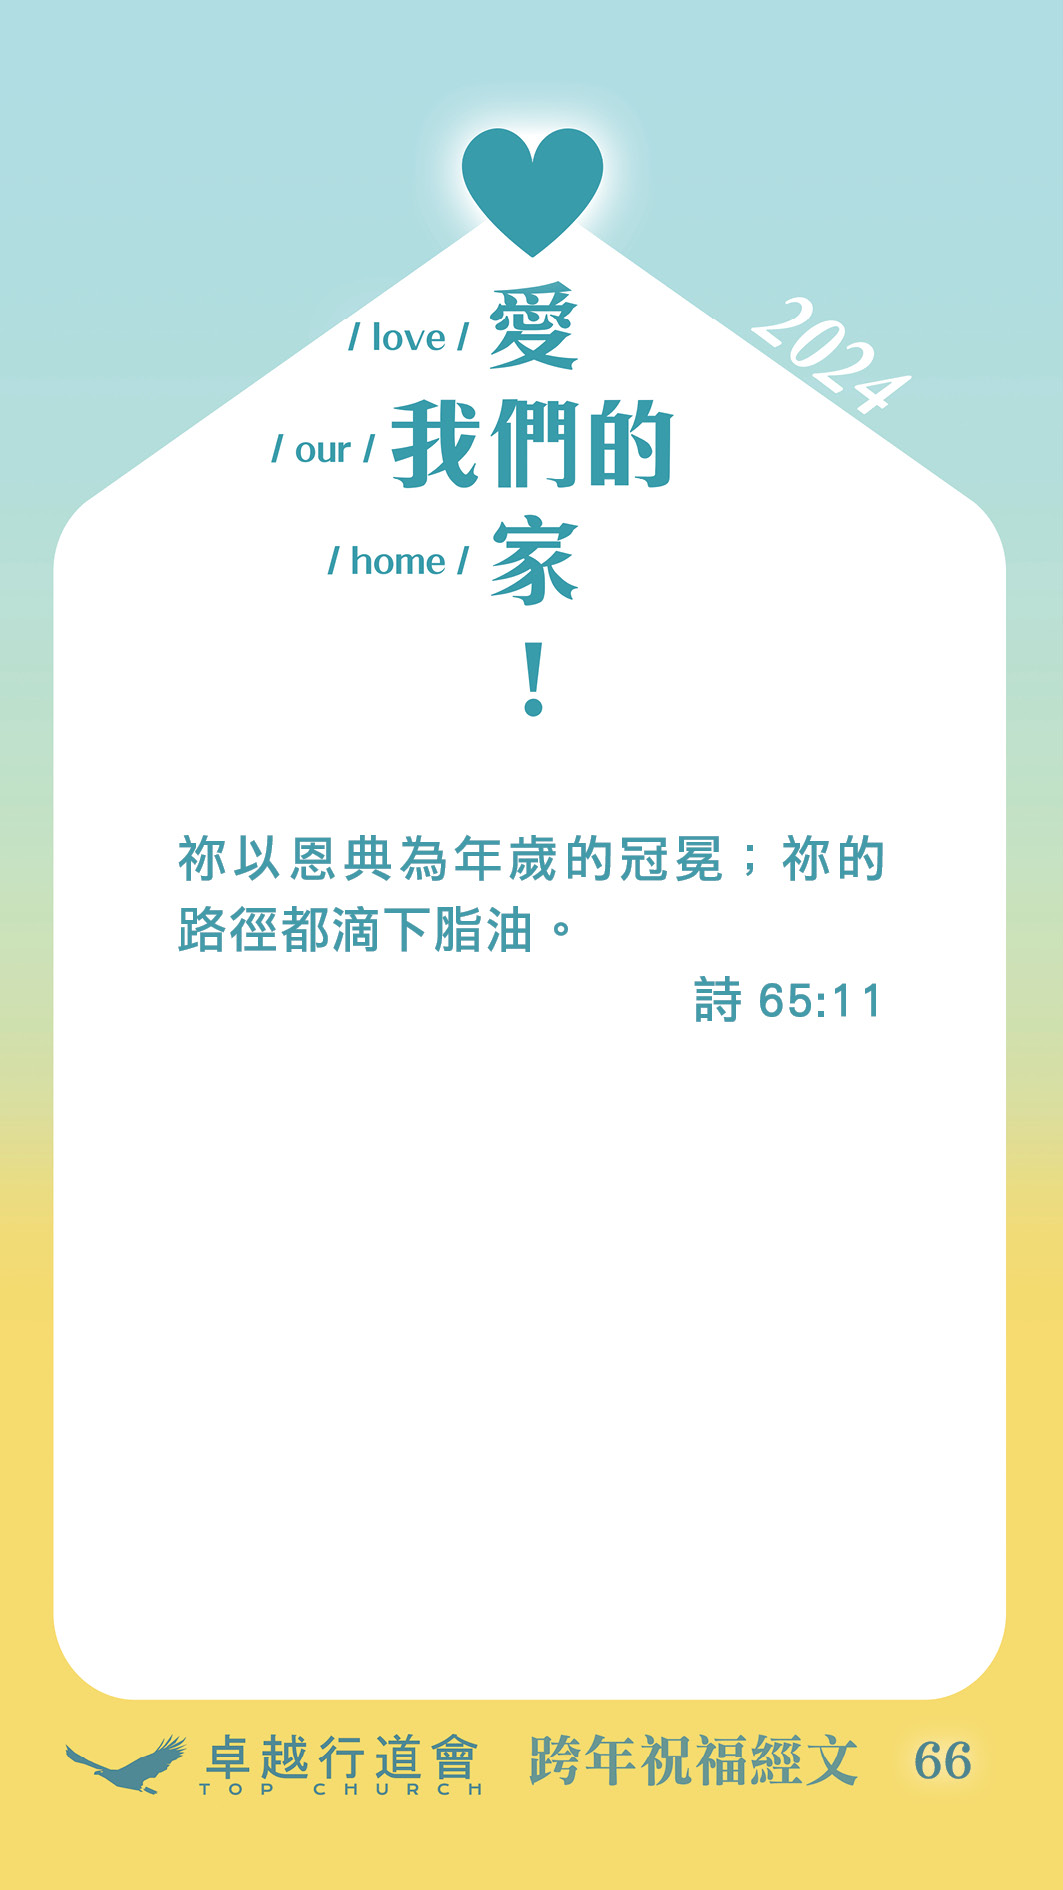 / love / 愛
2024
/ our / 我們的
/ home / 家
！
祢以恩典為年歲的冠冕；祢的
路徑都滴下脂油。
詩 65:11
卓越行道會
TOP CHURCH
跨年祝福經文 66